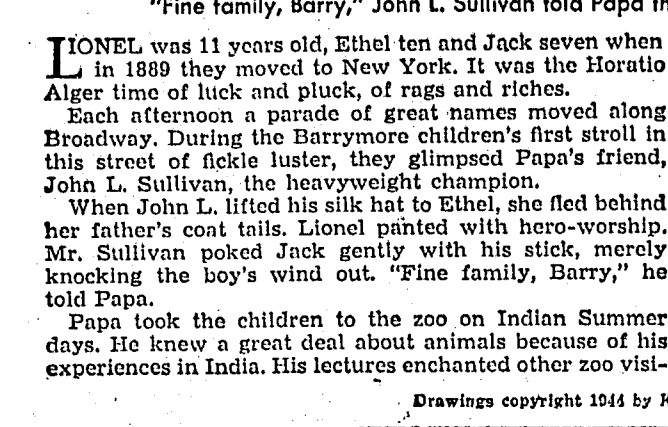 "Fine family, Barry," John L. Sullivan told Papa
LIONEL was 11 years old, Ethel ten and Jack seven when
in 1889 they moved to New York. It was the Horatio
Alger time of luck and pluck, of rags and riches.
Each afternoon a parade of great names moved along
Broadway. During the Barrymore children's first stroll in
this street of fickle luster, they glimpsed Papa's friend,
John L. Sullivan, the heavyweight champion.
When John L. lifted his silk hat to Ethel, she fled behind
her father's coat tails. Lionel panted with hero-worship.
Mr. Sullivan poked Jack gently with his stick, merely
knocking the boy's wind out. "Fine family, Barry," he
told Papa.
Papa took the children to the zoo on Indian Summer
days. He knew a great deal about animals because of his
experiences in India. His lectures enchanted other zoo visi-
Drawings copyright 1944 by